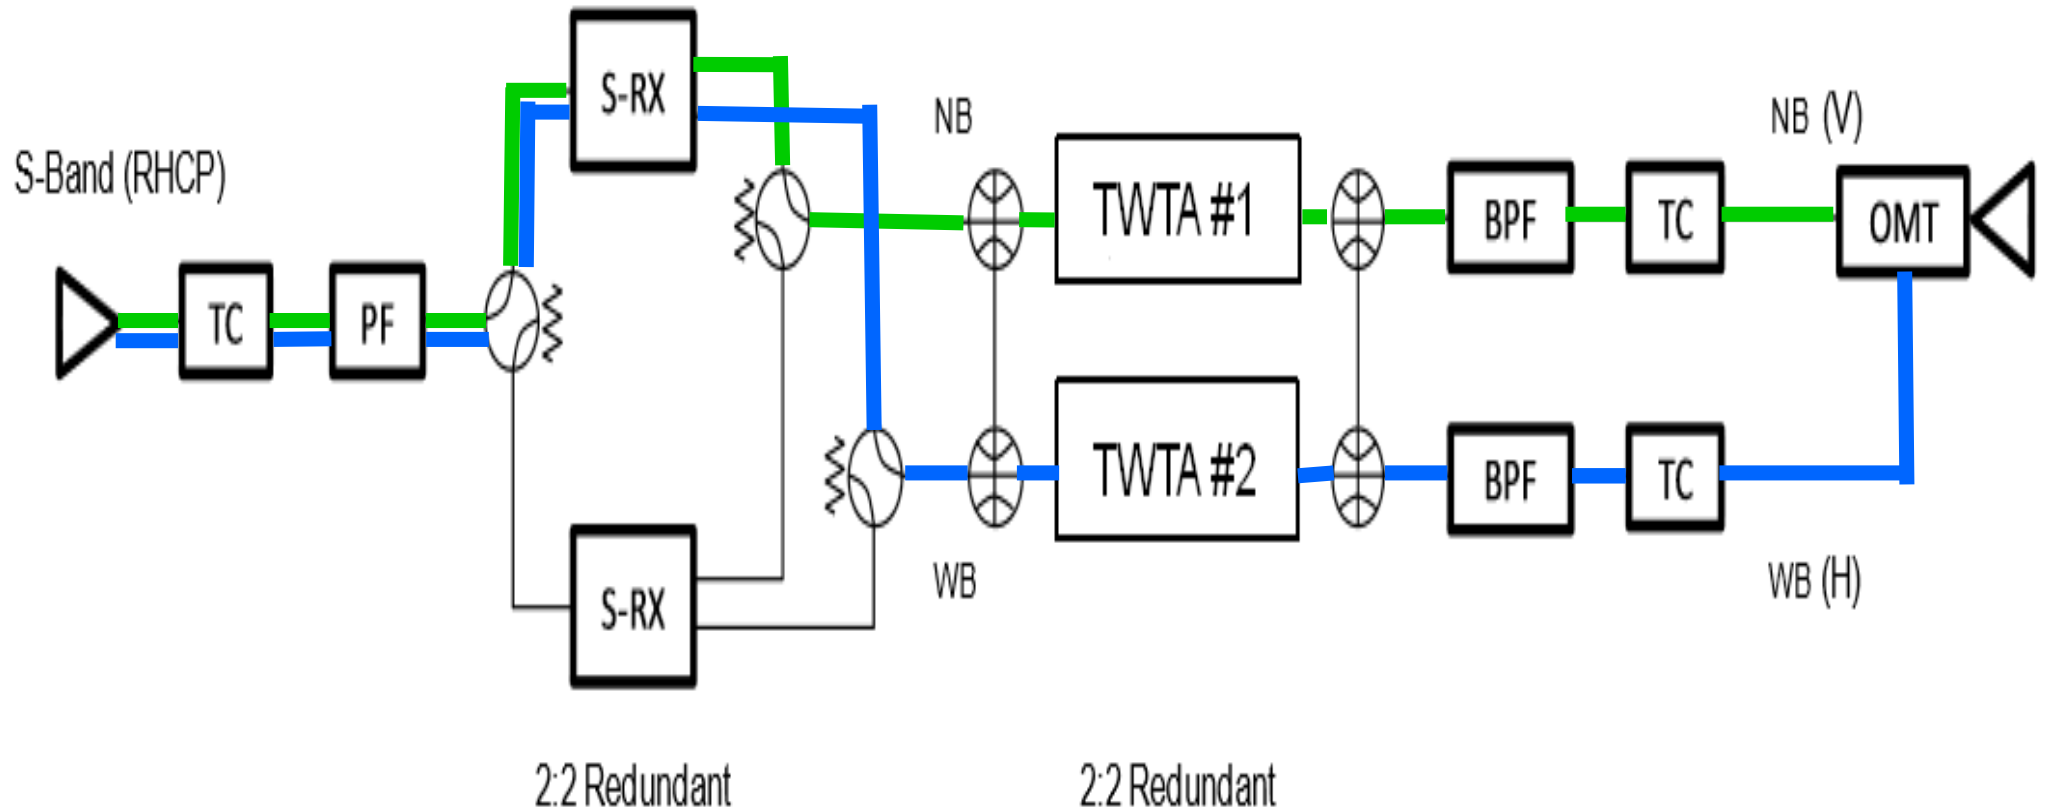 S-Band (RHCP)
TC
PF
S-RX
S-RX
2:2 Redundant
NB
WB
TWTA #1
TWTA #2
2:2 Redundant
BPF
TC
BPF
TC
NB (V)
OMT
WB (H)